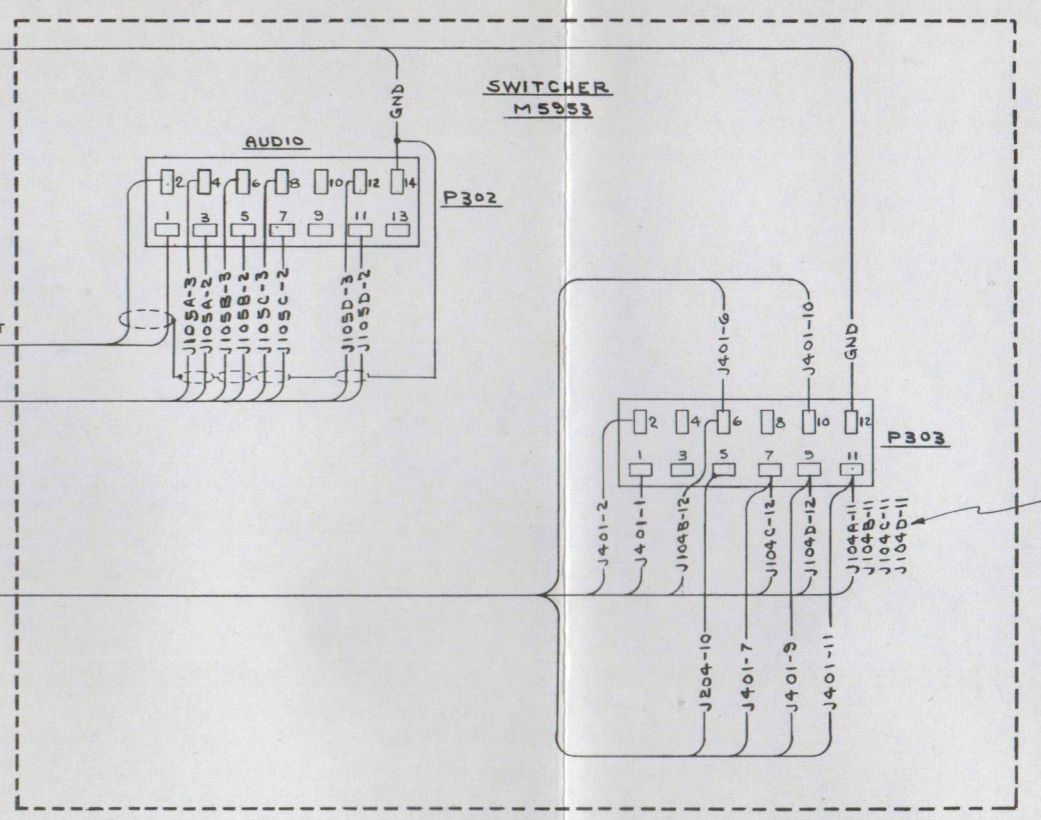 SWITCHER
M5953
GND
AUDIO
2 4 6 8 10 12 14
P302
1 3 5 7 9 11 13
J105A-3
J105A-2
J105B-3
J105B-2
J105C-3
J105C-2
J105D-3
J105D-2
T
J401-6
J401-10
GND
2 4 6 8 10 12
P303
1 3 5 7 9 11
J401-2
J401-1
J104B-12
J104C-12
J104D-12
J104A-11
J104B-11
J104C-11
J104D-11
J204-10
J401-7
J401-9
J401-11